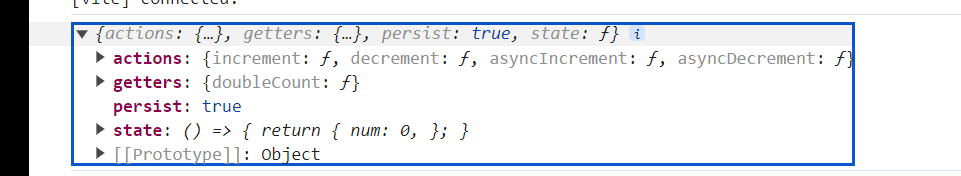 [vite] connected.
{actions: {…}, getters: {…}, persist: true, state: ƒ} i
actions: {increment: ƒ, decrement: ƒ, asyncIncrement: ƒ, asyncDecrement: ƒ}
getters: {doubleCount: ƒ}
persist: true
state: () => { return { num: 0, }; }
[[Prototype]]: Object